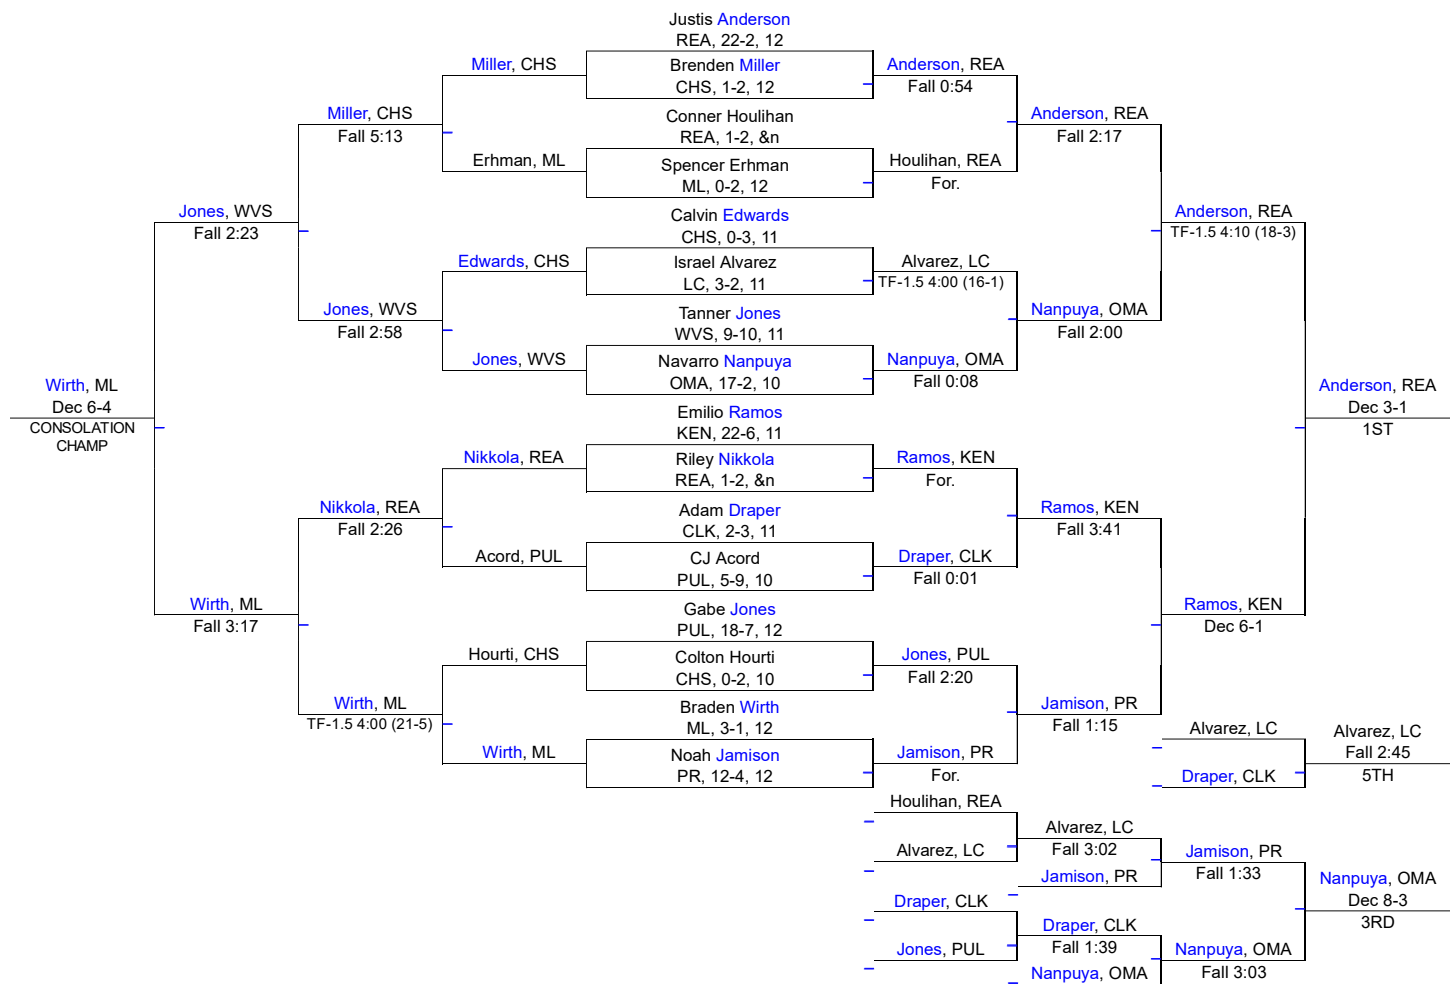 Justis Anderson
REA, 22-2, 12
Miller, CHS
Brenden Miller
CHS, 1-2, 12
Anderson, REA
Fall 0:54
Miller, CHS
Fall 5:13
Conner Houlihan
REA, 1-2, &n
Anderson, REA
Fall 2:17
Erhman, ML
Spencer Erhman
ML, 0-2, 12
Houlihan, REA
For.
Jones, WVS
Fall 2:23
Calvin Edwards
CHS, 0-3, 11
Anderson, REA
TF-1.5 4:10 (18-3)
Edwards, CHS
Israel Alvarez
LC, 3-2, 11
Alvarez, LC
TF-1.5 4:00 (16-1)
Jones, WVS
Fall 2:58
Tanner Jones
WVS, 9-10, 11
Nanpuya, OMA
Fall 2:00
Jones, WVS
Navarro Nanpuya
OMA, 17-2, 10
Nanpuya, OMA
Fall 0:08
Wirth, ML
Dec 6-4
CONSOLATION
CHAMP
Emilio Ramos
KEN, 22-6, 11
Anderson, REA
Dec 3-1
1ST
Nikkola, REA
Riley Nikkola
REA, 1-2, &n
Ramos, KEN
For.
Nikkola, REA
Fall 2:26
Adam Draper
CLK, 2-3, 11
Ramos, KEN
Fall 3:41
Acord, PUL
CJ Acord
PUL, 5-9, 10
Draper, CLK
Fall 0:01
Wirth, ML
Fall 3:17
Gabe Jones
PUL, 18-7, 12
Ramos, KEN
Dec 6-1
Hourti, CHS
Colton Hourti
CHS, 0-2, 10
Jones, PUL
Fall 2:20
Wirth, ML
TF-1.5 4:00 (21-5)
Braden Wirth
ML, 3-1, 12
Jamison, PR
Fall 1:15
Wirth, ML
Noah Jamison
PR, 12-4, 12
Jamison, PR
For.
Alvarez, LC
Draper, CLK
Alvarez, LC
Fall 2:45
5TH
Houlihan, REA
Alvarez, LC
Alvarez, LC
Fall 3:02
Jamison, PR
Jamison, PR
Fall 1:33
Draper, CLK
Jones, PUL
Draper, CLK
Fall 1:39
Nanpuya, OMA
Nanpuya, OMA
Fall 3:03
Nanpuya, OMA
Dec 8-3
3RD